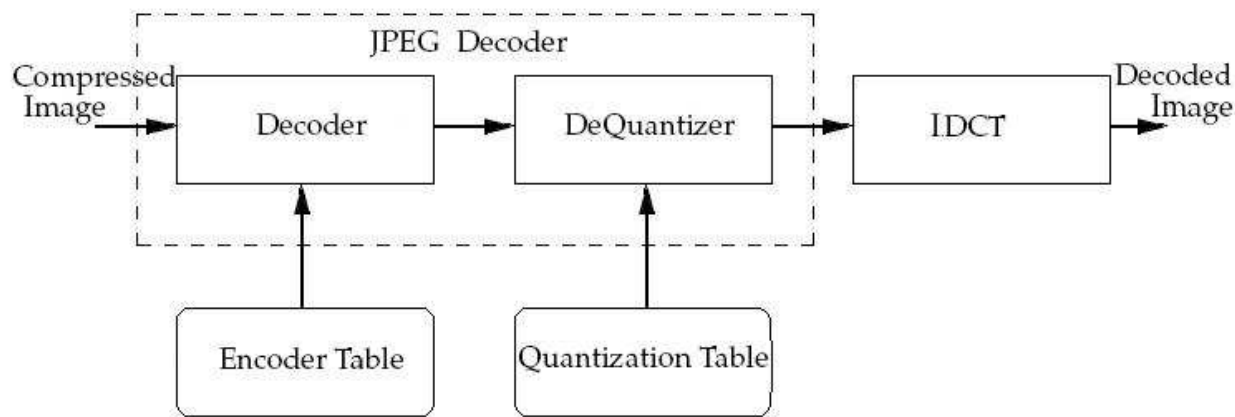 JPEG Decoder
Compressed
Image
Decoder
DeQuantizer
IDCT
Decoded
Image
Encoder Table
Quantization Table